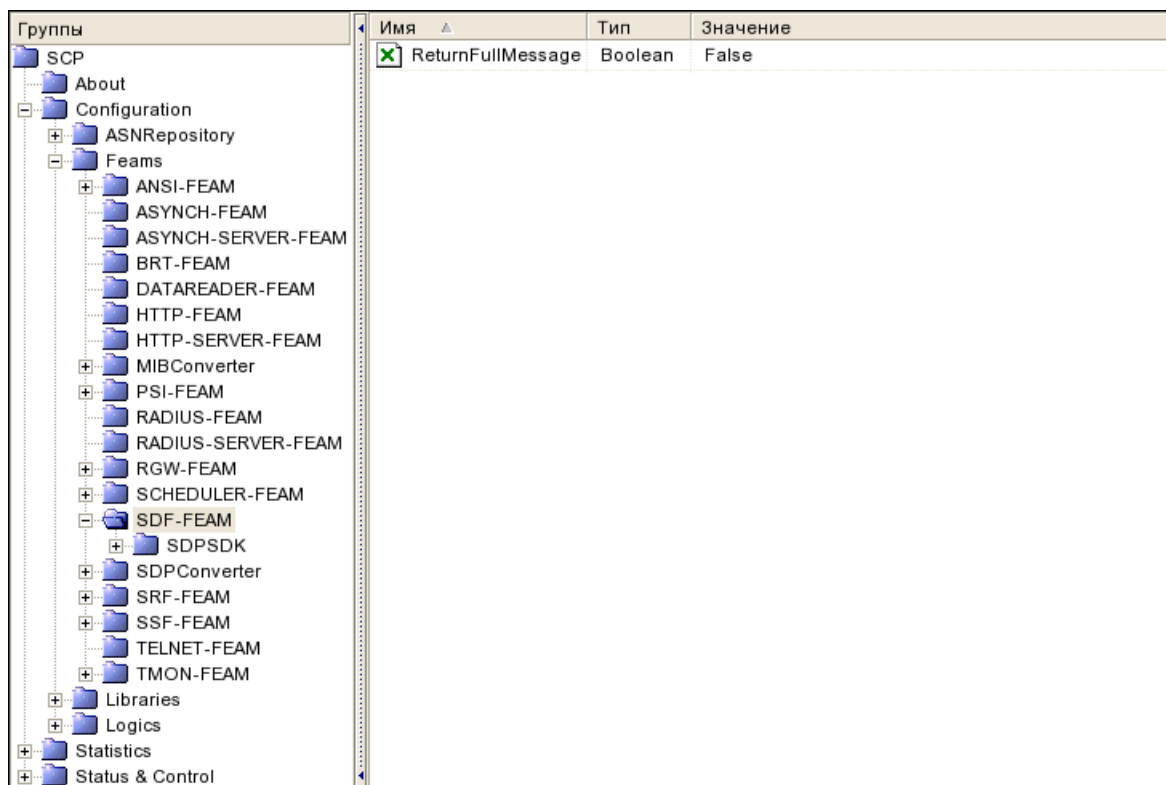 Группы
SCP
About
Configuration
ASNRepository
Feams
ANSI-FEAM
ASYNCH-FEAM
ASYNCH-SERVER-FEAM
BRT-FEAM
DATAREADER-FEAM
HTTP-FEAM
HTTP-SERVER-FEAM
MIBConverter
PSI-FEAM
RADIUS-FEAM
RADIUS-SERVER-FEAM
RGW-FEAM
SCHEDULER-FEAM
SDF-FEAM
SDPSDK
SDPConverter
SRF-FEAM
SSF-FEAM
TELNET-FEAM
TMON-FEAM
Libraries
Logics
Statistics
Status & Control
Имя Тип Значение
ReturnFullMessage Boolean False